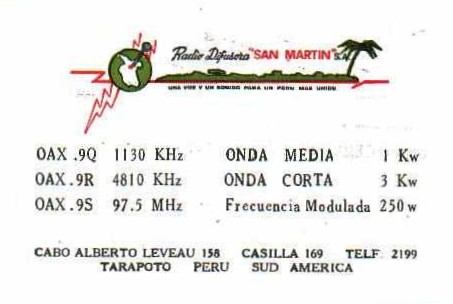 Radio Difusora "SAN MARTIN" S.A.
UNA VOZ Y UN SONIDO PARA UN PERU MAS UNIDO
OAX.9Q 1130 KHz ONDA MEDIA 1 Kw
OAX.9R 4810 KHz ONDA CORTA 3 Kw
OAX.9S 97.5 MHz Frecuencia Modulada 250w
CABO ALBERTO LEVEAU 158 CASILLA 169 TELF 2199
TARAPOTO PERU SUD AMERICA